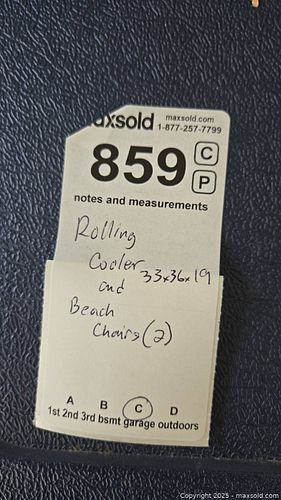 axsold maxsold.com
1-877-257-7799
859 C
P
notes and measurements
Rolling
Cooler 33x36x19
and
Beach
Chairs (2)
A B C D
1st 2nd 3rd bsmt garage outdoors
Copyright 2025 - maxsold.com